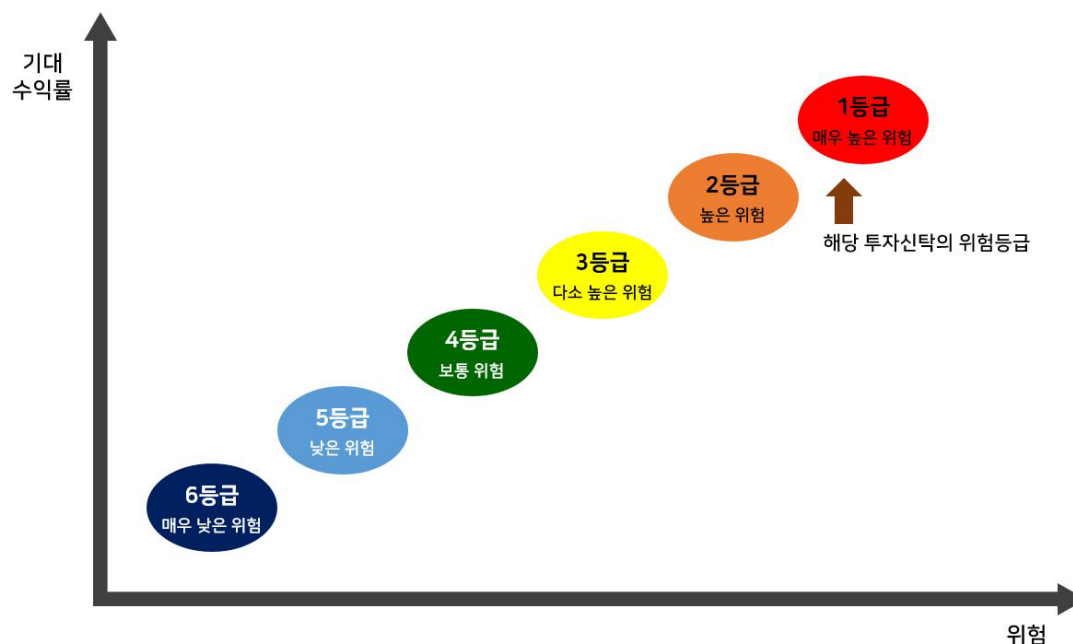 기대
수익률
1등급
매우 높은 위험
2등급
높은 위험
해당 투자신탁의 위험등급
3등급
다소 높은 위험
4등급
보통 위험
5등급
낮은 위험
6등급
매우 낮은 위험
위험